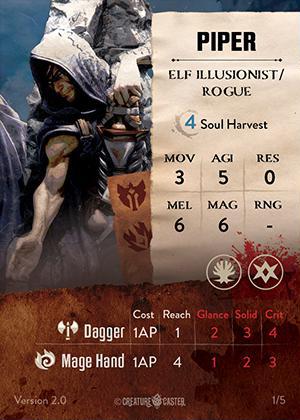 PIPER
ELF ILLUSIONIST/
ROGUE
4 Soul Harvest
MOV AGI RES
3 5 0
MEL MAG RNG
6 6 -
Cost Reach Glance Solid Crit
Dagger 1AP 1 2 3 4
Mage Hand 1AP 4 1 2 3
Version 2.0 © CREATURE CASTER 1/5